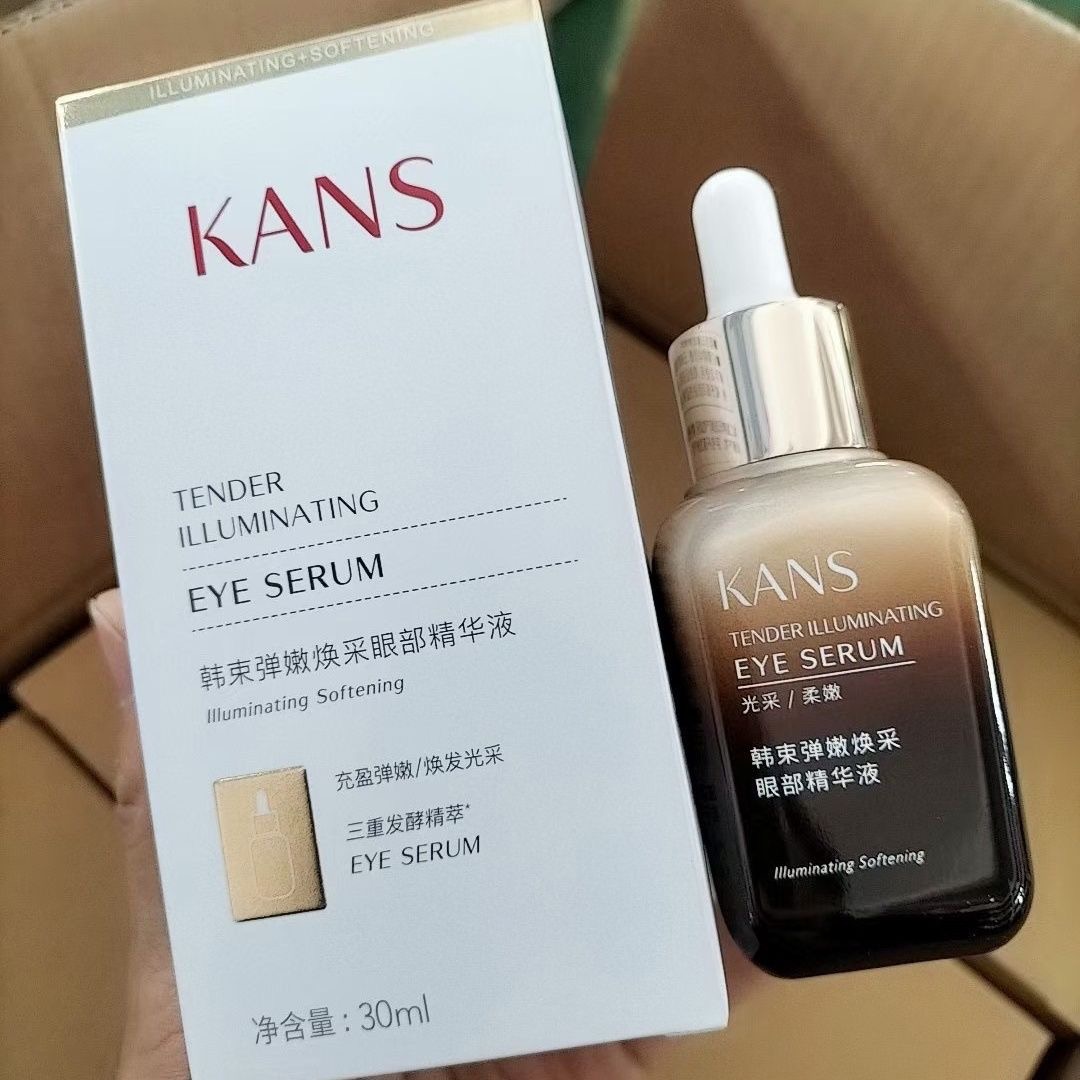 ILLUMINATING+SOFTENING
KANS
TENDER
ILLUMINATING
EYE SERUM
韩束弹嫩焕采眼部精华液
Illuminating Softening
充盈弹嫩/焕发光采
三重发酵精萃*
EYE SERUM
净含量: 30ml
KANS
TENDER ILLUMINATING
EYE SERUM
光采 / 柔嫩
韩束弹嫩焕采
眼部精华液
Illuminating Softening